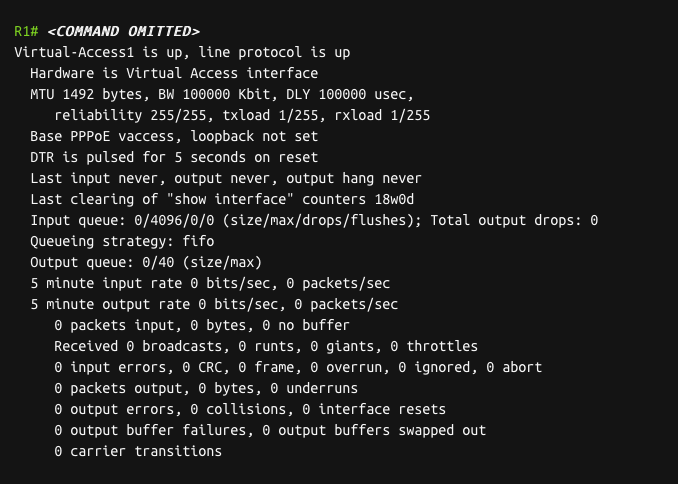 R1# <COMMAND OMITTED>
Virtual-Access1 is up, line protocol is up
  Hardware is Virtual Access interface
  MTU 1492 bytes, BW 100000 Kbit, DLY 100000 usec,
     reliability 255/255, txload 1/255, rxload 1/255
  Base PPPoE vaccess, loopback not set
  DTR is pulsed for 5 seconds on reset
  Last input never, output never, output hang never
  Last clearing of "show interface" counters 18w0d
  Input queue: 0/4096/0/0 (size/max/drops/flushes); Total output drops: 0
  Queueing strategy: fifo
  Output queue: 0/40 (size/max)
  5 minute input rate 0 bits/sec, 0 packets/sec
  5 minute output rate 0 bits/sec, 0 packets/sec
     0 packets input, 0 bytes, 0 no buffer
     Received 0 broadcasts, 0 runts, 0 giants, 0 throttles
     0 input errors, 0 CRC, 0 frame, 0 overrun, 0 ignored, 0 abort
     0 packets output, 0 bytes, 0 underruns
     0 output errors, 0 collisions, 0 interface resets
     0 output buffer failures, 0 output buffers swapped out
     0 carrier transitions